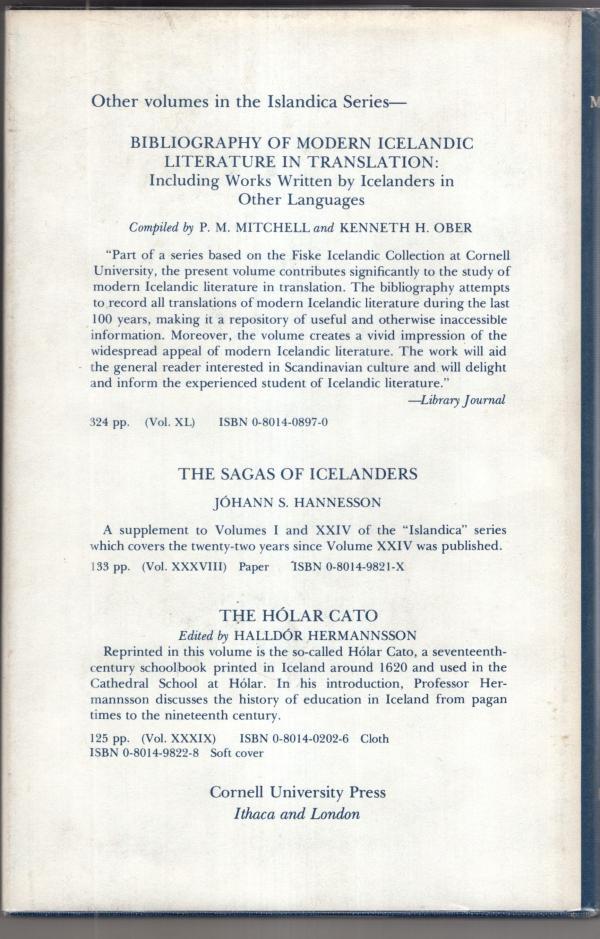 Other volumes in the Islandica Series—
BIBLIOGRAPHY OF MODERN ICELANDIC
LITERATURE IN TRANSLATION:
Including Works Written by Icelanders in
Other Languages
Compiled by P. M. MITCHELL and KENNETH H. OBER
"Part of a series based on the Fiske Icelandic Collection at Cornell
University, the present volume contributes significantly to the study of
modern Icelandic literature in translation. The bibliography attempts
to record all translations of modern Icelandic literature during the last
100 years, making it a repository of useful and otherwise inaccessible
information. Moreover, the volume creates a vivid impression of the
widespread appeal of modern Icelandic literature. The work will aid
the general reader interested in Scandinavian culture and will delight
and inform the experienced student of Icelandic literature."
—Library Journal
324 pp. (Vol. XL) ISBN 0-8014-0897-0
THE SAGAS OF ICELANDERS
JÓHANN S. HANNESSON
A supplement to Volumes I and XXIV of the "Islandica" series
which covers the twenty-two years since Volume XXIV was published.
133 pp. (Vol. XXXVIII) Paper ISBN 0-8014-9821-X
THE HÓLAR CATO
Edited by HALLDÓR HERMANNSSON
Reprinted in this volume is the so-called Hólar Cato, a seventeenth-
century schoolbook printed in Iceland around 1620 and used in the
Cathedral School at Hólar. In his introduction, Professor Her-
mannsson discusses the history of education in Iceland from pagan
times to the nineteenth century.
125 pp. (Vol. XXXIX) ISBN 0-8014-0202-6 Cloth
ISBN 0-8014-9822-8 Soft cover
Cornell University Press
Ithaca and London